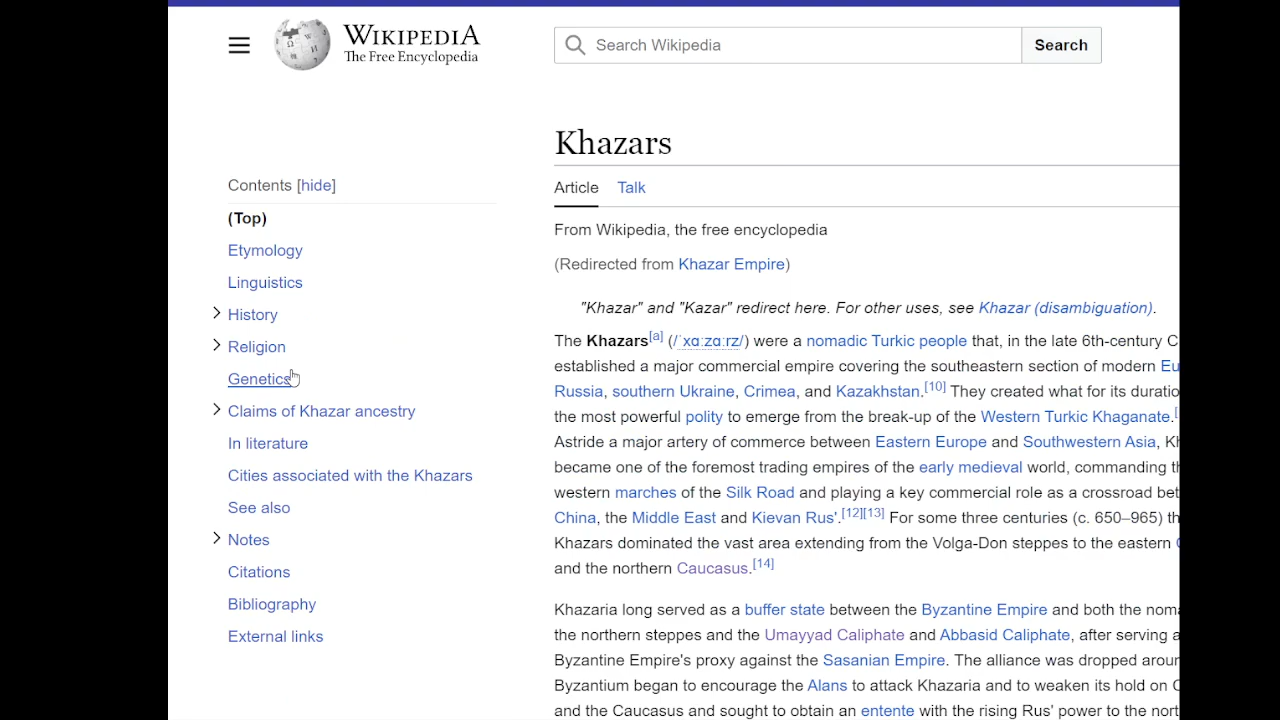 WIKIPEDIA
The Free Encyclopedia
Search Wikipedia
Search
Khazars
Contents [hide]
(Top)
Etymology
Linguistics
History
Religion
Genetics
Claims of Khazar ancestry
In literature
Cities associated with the Khazars
See also
Notes
Citations
Bibliography
External links
Article Talk
From Wikipedia, the free encyclopedia
(Redirected from Khazar Empire)
"Khazar" and "Kazar" redirect here. For other uses, see Khazar (disambiguation).
The Khazars[a] (/ˈxɑːzɑːrz/) were a nomadic Turkic people that, in the late 6th-century C
established a major commercial empire covering the southeastern section of modern Eu
Russia, southern Ukraine, Crimea, and Kazakhstan.[10] They created what for its duratio
the most powerful polity to emerge from the break-up of the Western Turkic Khaganate.[
Astride a major artery of commerce between Eastern Europe and Southwestern Asia, Kh
became one of the foremost trading empires of the early medieval world, commanding th
western marches of the Silk Road and playing a key commercial role as a crossroad bet
China, the Middle East and Kievan Rus'.[12][13] For some three centuries (c. 650–965) th
Khazars dominated the vast area extending from the Volga-Don steppes to the eastern
and the northern Caucasus.[14]
Khazaria long served as a buffer state between the Byzantine Empire and both the noma
the northern steppes and the Umayyad Caliphate and Abbasid Caliphate, after serving a
Byzantine Empire's proxy against the Sasanian Empire. The alliance was dropped aroun
Byzantium began to encourage the Alans to attack Khazaria and to weaken its hold on C
and the Caucasus and sought to obtain an entente with the rising Rus' power to the nort